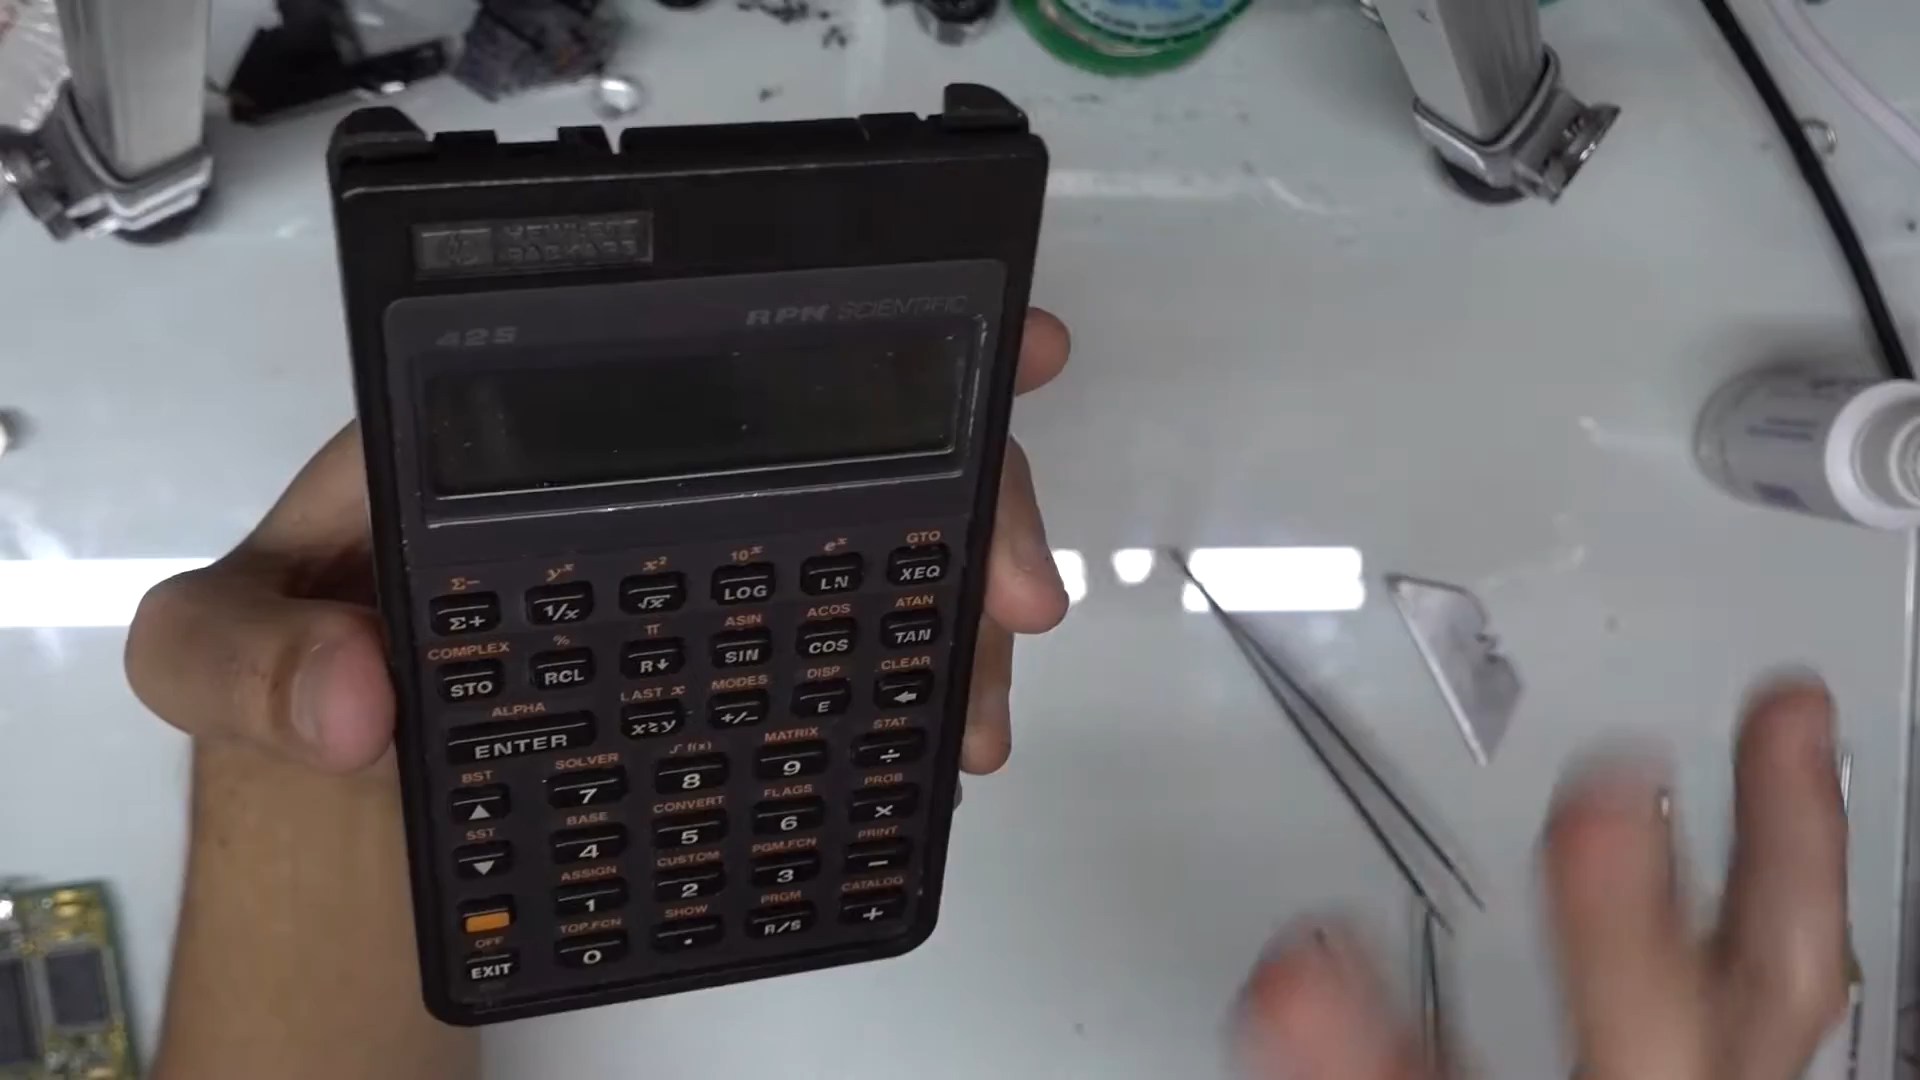 HEWLETT
PACKARD
42S
RPN SCIENTIFIC
Σ− yˣ x² 10ˣ eˣ GTO
Σ+ 1/x √x LOG LN XEQ
COMPLEX % π ASIN ACOS ATAN
STO RCL R↓ SIN COS TAN
ALPHA LAST x MODES DISP CLEAR
ENTER x≷y +/− E ←
BST SOLVER ∫f(x) MATRIX STAT
▲ 7 8 9 ÷
SST BASE CONVERT FLAGS PROB
▼ 4 5 6 ×
ASSIGN CUSTOM PGM.FCN PRINT
1 2 3 −
OFF TOP.FCN SHOW PRGM CATALOG
EXIT 0 . R/S +